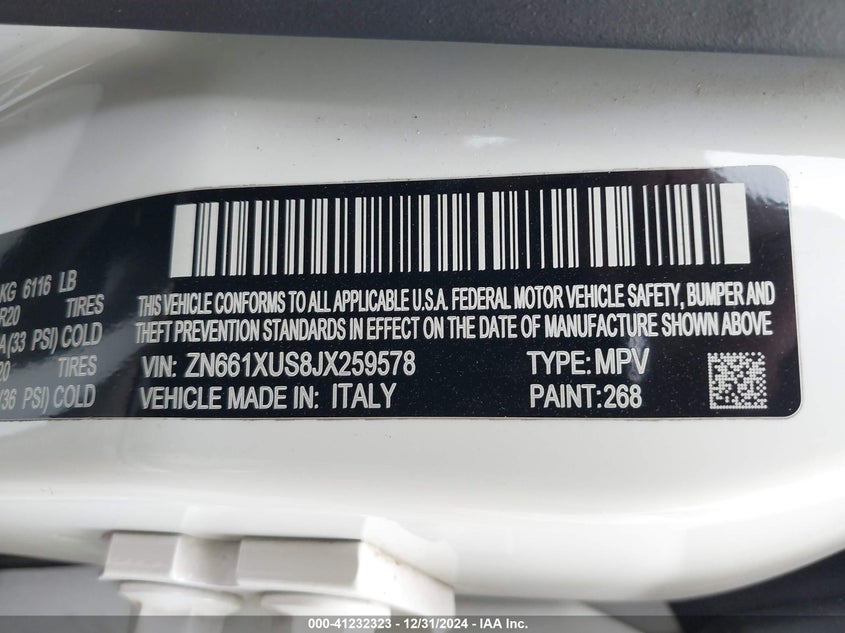 KG 6116 LB
R20 TIRES
(33 PSI) COLD
20 TIRES
(36 PSI) COLD
THIS VEHICLE CONFORMS TO ALL APPLICABLE U.S.A. FEDERAL MOTOR VEHICLE SAFETY, BUMPER AND
THEFT PREVENTION STANDARDS IN EFFECT ON THE DATE OF MANUFACTURE SHOWN ABOVE
VIN: ZN661XUS8JX259578 TYPE: MPV
VEHICLE MADE IN: ITALY PAINT: 268
000-41232323 - 12/31/2024 - IAA Inc.